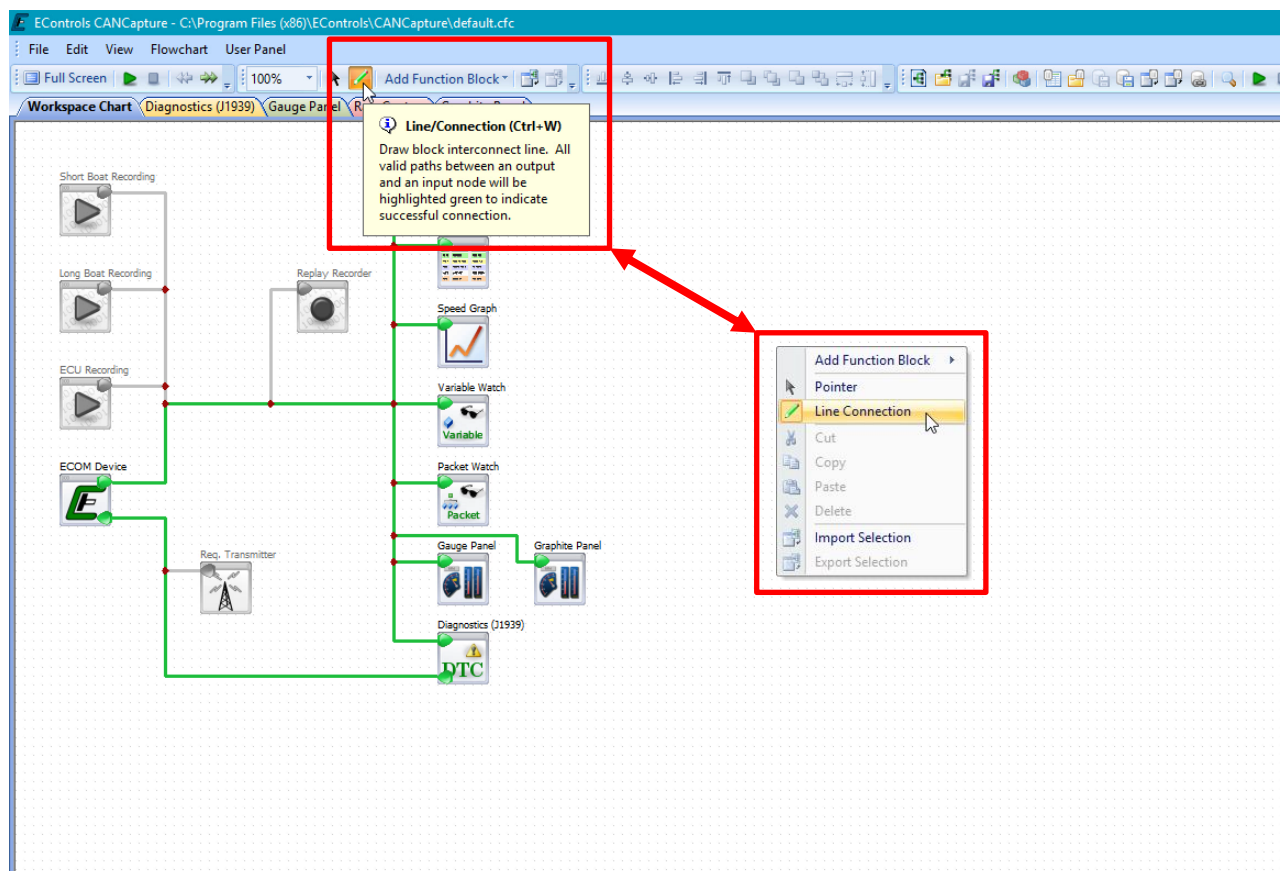 EControls CANCapture - C:\Program Files (x86)\EControls\CANCapture\default.cfc
File Edit View Flowchart User Panel
Full Screen 100% Add Function Block
Workspace Chart Diagnostics (J1939) Gauge Panel
Line/Connection (Ctrl+W)
Draw block interconnect line. All
valid paths between an output
and an input node will be
highlighted green to indicate
successful connection.
Short Boat Recording
Long Boat Recording
Replay Recorder
Speed Graph
ECU Recording
Variable Watch
Variable
ECOM Device
Packet Watch
Packet
Req. Transmitter
Gauge Panel
Graphite Panel
Diagnostics (J1939)
DTC
Add Function Block
Pointer
Line Connection
Cut
Copy
Paste
Delete
Import Selection
Export Selection